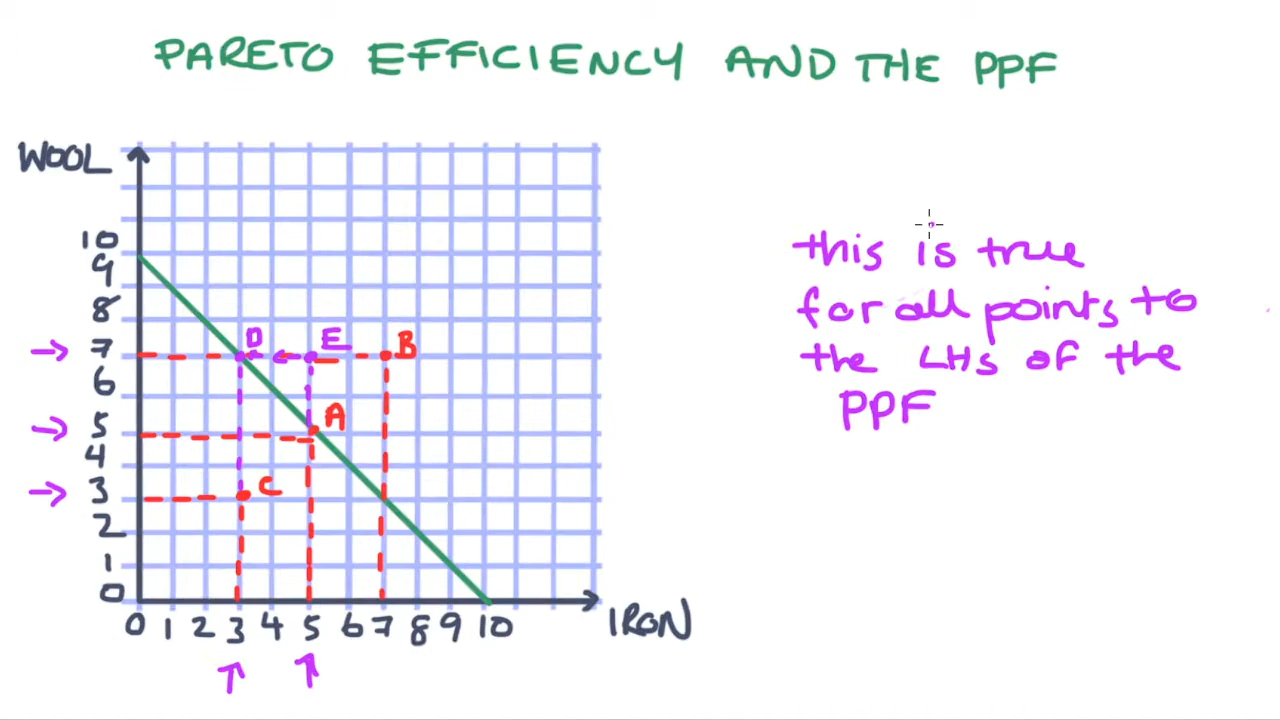 PARETO EFFICIENCY AND THE PPF
WOOL
10
9
8
7
6
5
4
3
2
1
0
D E B
A
C
0 1 2 3 4 5 6 7 8 9 10 IRON
this is true
for all points to
the LHS of the
PPF